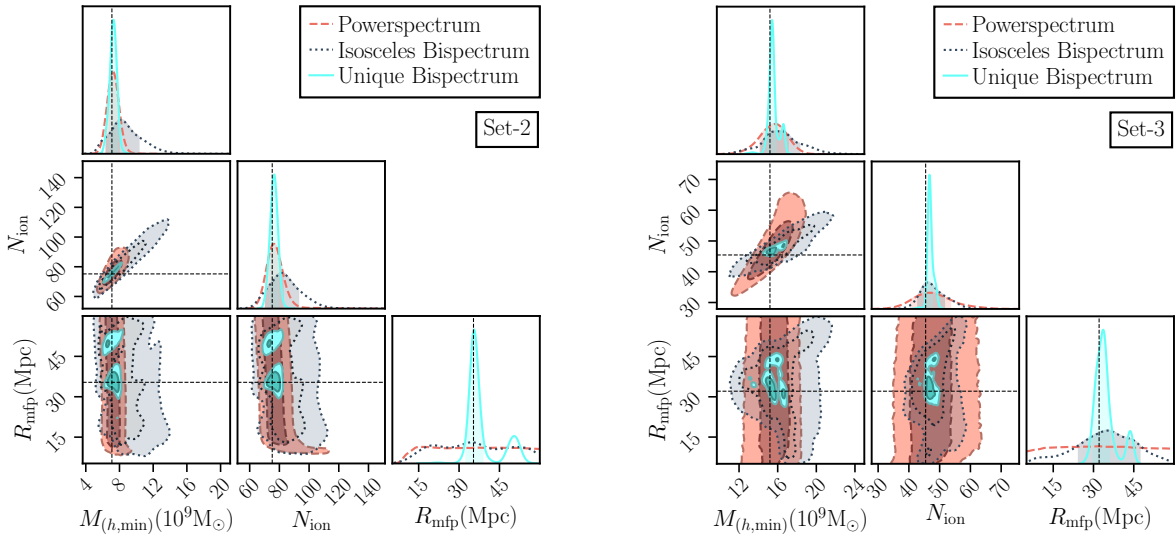 Powerspectrum
Isosceles Bispectrum
Unique Bispectrum
Set-2
N_ion
140
120
100
80
60
R_mfp(Mpc)
45
30
15
4 8 12 16 20
M_(h,min)(10^9 M_⊙)
60 80 100 120 140
N_ion
15 30 45
R_mfp(Mpc)
Powerspectrum
Isosceles Bispectrum
Unique Bispectrum
Set-3
N_ion
70
60
50
40
30
R_mfp(Mpc)
45
30
15
12 16 20 24
M_(h,min)(10^9 M_⊙)
40 50 60 70
N_ion
15 30 45
R_mfp(Mpc)